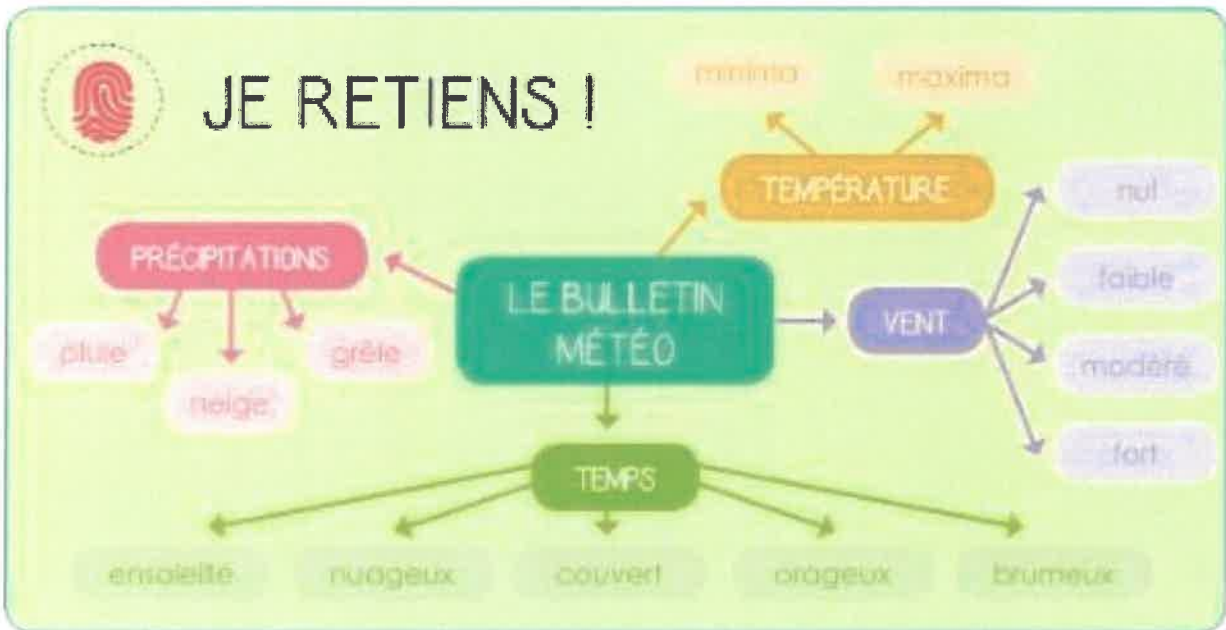 JE RETIENS !
minima
maxima
TEMPÉRATURE
nul
PRÉCIPITATIONS
LE BULLETIN
MÉTÉO
faible
VENT
pluie
grêle
modéré
neige
fort
TEMPS
ensoleillé
nuageux
couvert
orageux
brumeux